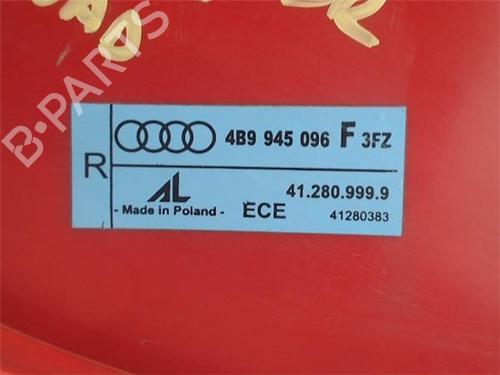 B-PARTS
R
4B9 945 096 F 3FZ
AL
41.280.999.9
- Made in Poland - ECE
41280383